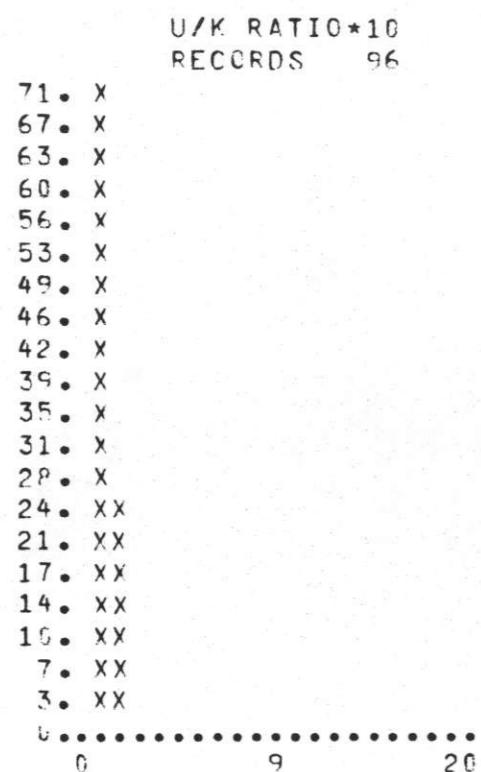 U/K RATIO*10
RECORDS 96
71. X
67. X
63. X
60. X
56. X
53. X
49. X
46. X
42. X
39. X
35. X
31. X
28. X
24. XX
21. XX
17. XX
14. XX
10. XX
7. XX
3. XX
0..........................
0 9 20